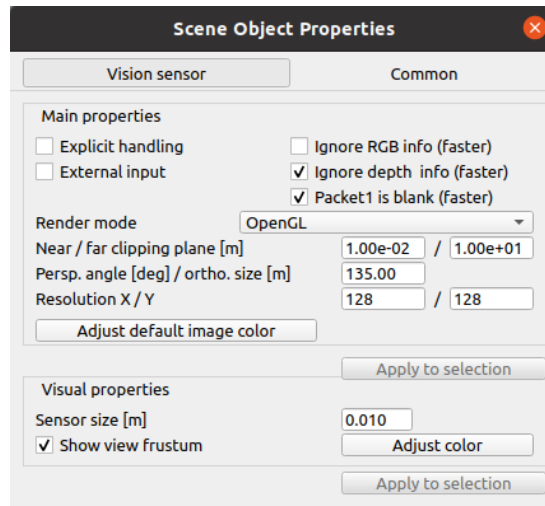 Scene Object Properties
Vision sensor Common
Main properties
Explicit handling Ignore RGB info (faster)
External input Ignore depth info (faster)
Packet1 is blank (faster)
Render mode OpenGL
Near / far clipping plane [m] 1.00e-02 / 1.00e+01
Persp. angle [deg] / ortho. size [m] 135.00
Resolution X / Y 128 / 128
Adjust default image color
Apply to selection
Visual properties
Sensor size [m] 0.010
Show view frustum Adjust color
Apply to selection